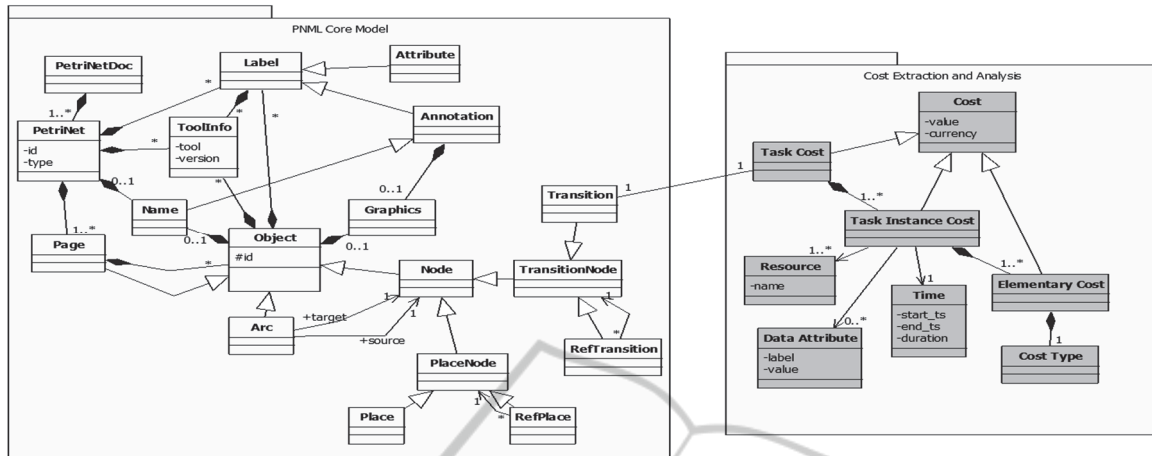 PNML Core Model
PetriNetDoc
Label
Attribute
1..*
*
*
*
PetriNet
-id
-type
ToolInfo
-tool
-version
*
*
Annotation
0..1
0..1
Name
Graphics
Transition
1
1..*
0..1
0..1
Page
*
Object
#id
Node
1
1
TransitionNode
1
+target
+source
Arc
*
RefTransition
PlaceNode
1
*
Place
RefPlace
Cost Extraction and Analysis
Cost
-value
-currency
1
Task Cost
1..*
Task Instance Cost
1..*
1
1..*
Resource
-name
Time
-start_ts
-end_ts
-duration
Elementary Cost
0..*
Data Attribute
-label
-value
1
Cost Type